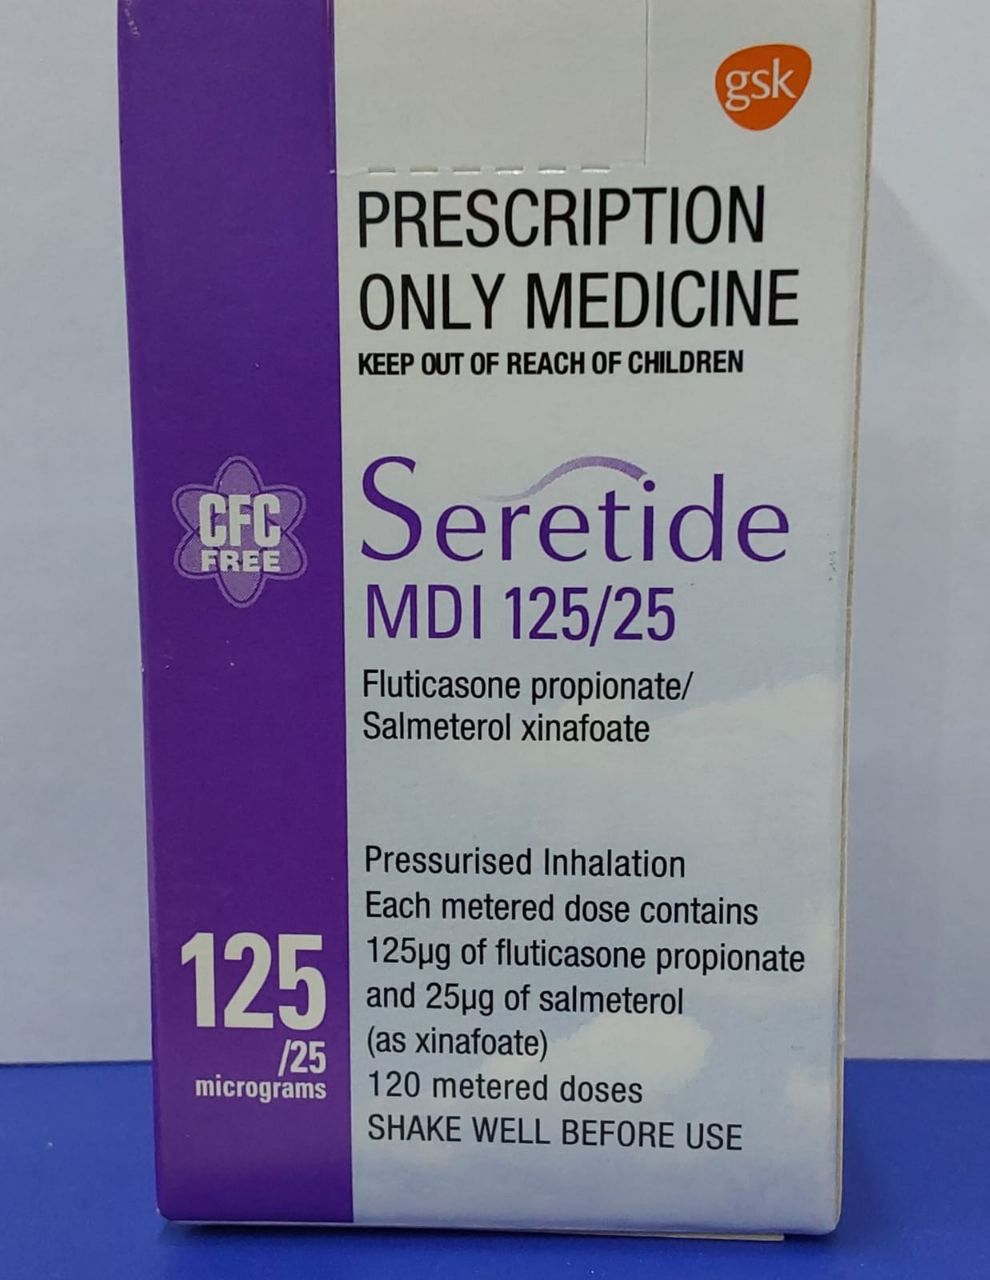 gsk
PRESCRIPTION
ONLY MEDICINE
KEEP OUT OF REACH OF CHILDREN
CFC
FREE
Seretide
MDI 125/25
Fluticasone propionate/
Salmeterol xinafoate
Pressurised Inhalation
Each metered dose contains
125µg of fluticasone propionate
and 25µg of salmeterol
(as xinafoate)
120 metered doses
SHAKE WELL BEFORE USE
125
/25
micrograms